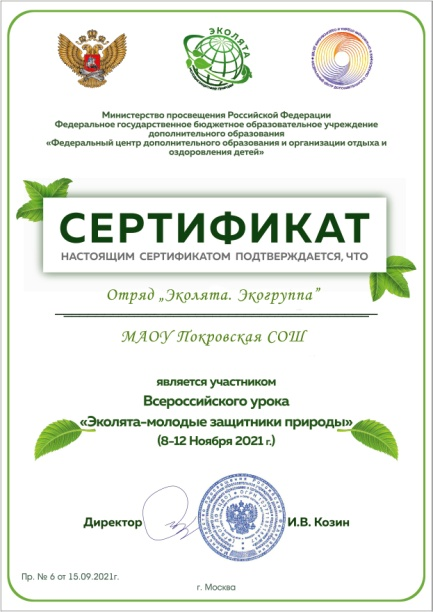 ЭКОЛЯТА
Министерство просвещения Российской Федерации
Федеральное государственное бюджетное образовательное учреждение
дополнительного образования
«Федеральный центр дополнительного образования и организации отдыха и
оздоровления детей»
СЕРТИФИКАТ
НАСТОЯЩИМ СЕРТИФИКАТОМ ПОДТВЕРЖДАЕТСЯ, ЧТО
Отряд „Эколята. Экогруппа”
МАОУ Покровская СОШ
является участником
Всероссийского урока
«Эколята-молодые защитники природы»
(8-12 Ноября 2021 г.)
Директор
И.В. Козин
Пр. № 6 от 15.09.2021г.
г. Москва